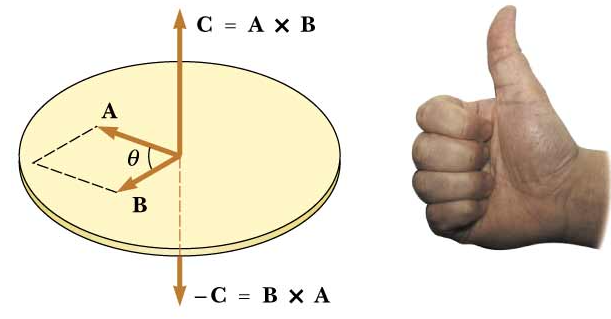 C = A × B
A
θ
B
−C = B × A